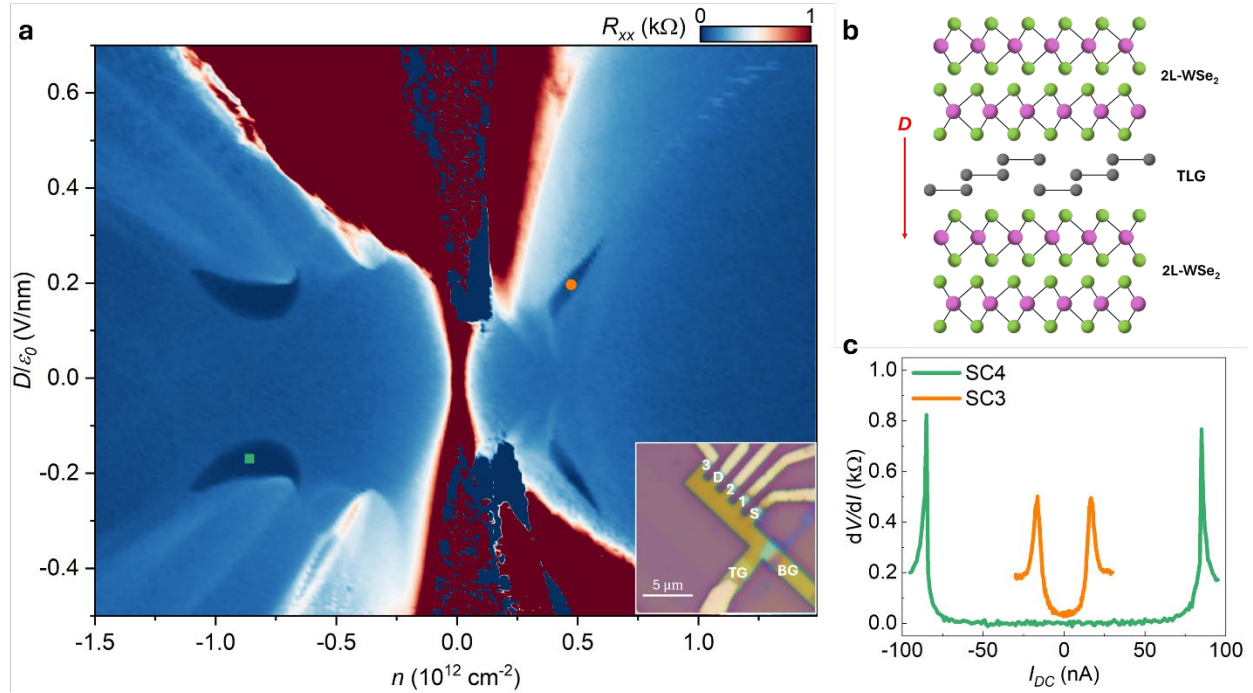 a
R_xx (kΩ)
0
1
D/ε_0 (V/nm)
0.6
0.4
0.2
0.0
-0.2
-0.4
-1.5
-1.0
-0.5
0.0
0.5
1.0
n (10^12 cm^-2)
3
D
2
1
S
TG
BG
5 μm
b
2L-WSe_2
D
TLG
2L-WSe_2
c
SC4
SC3
dV/dI (kΩ)
1.0
0.8
0.6
0.4
0.2
0.0
-100
-50
0
50
100
I_DC (nA)